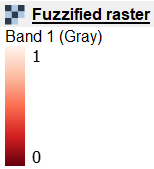 Fuzzified raster
Band 1 (Gray)
1
0